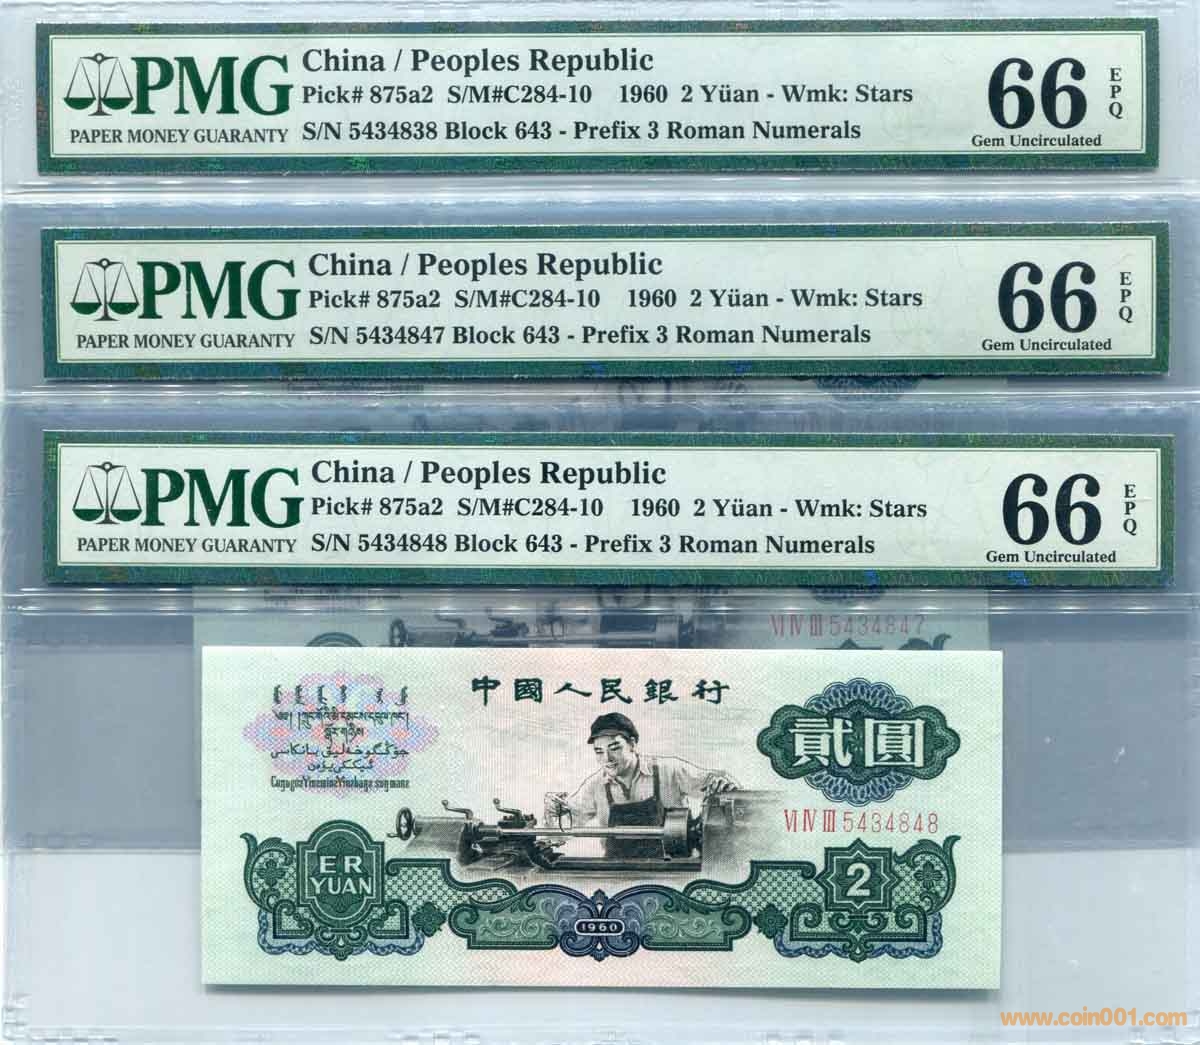 PMG
PAPER MONEY GUARANTY
China / Peoples Republic
Pick# 875a2 S/M#C284-10 1960 2 Yüan - Wmk: Stars
S/N 5434838 Block 643 - Prefix 3 Roman Numerals
66
EPQ
Gem Uncirculated
PMG
PAPER MONEY GUARANTY
China / Peoples Republic
Pick# 875a2 S/M#C284-10 1960 2 Yüan - Wmk: Stars
S/N 5434847 Block 643 - Prefix 3 Roman Numerals
66
EPQ
Gem Uncirculated
PMG
PAPER MONEY GUARANTY
China / Peoples Republic
Pick# 875a2 S/M#C284-10 1960 2 Yüan - Wmk: Stars
S/N 5434848 Block 643 - Prefix 3 Roman Numerals
66
EPQ
Gem Uncirculated
VI IV III 5434847
中國人民銀行
貳圓
VI IV III 5434848
ER
YUAN
2
1960
www.coin001.com